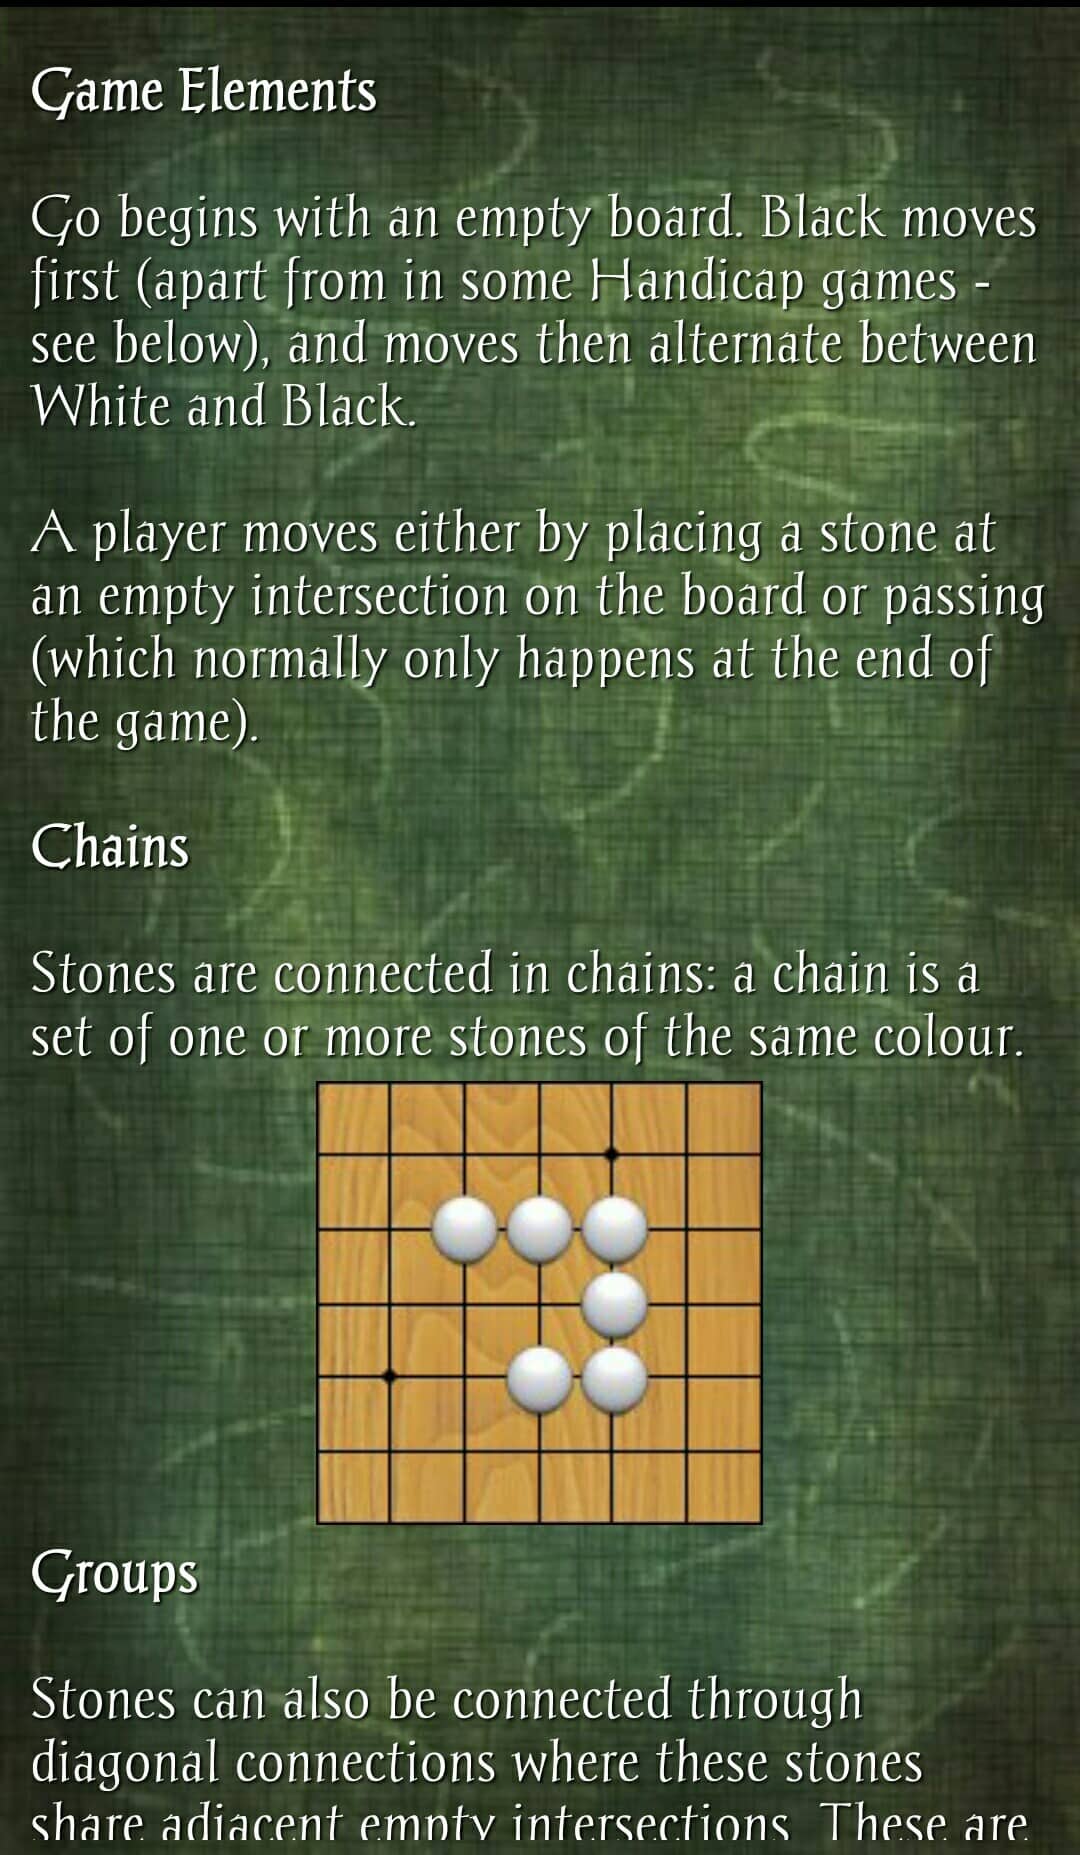 Game Elements
Go begins with an empty board. Black moves
first (apart from in some Handicap games -
see below), and moves then alternate between
White and Black.
A player moves either by placing a stone at
an empty intersection on the board or passing
(which normally only happens at the end of
the game).
Chains
Stones are connected in chains: a chain is a
set of one or more stones of the same colour.
Groups
Stones can also be connected through
diagonal connections where these stones
share adjacent empty intersections. These are